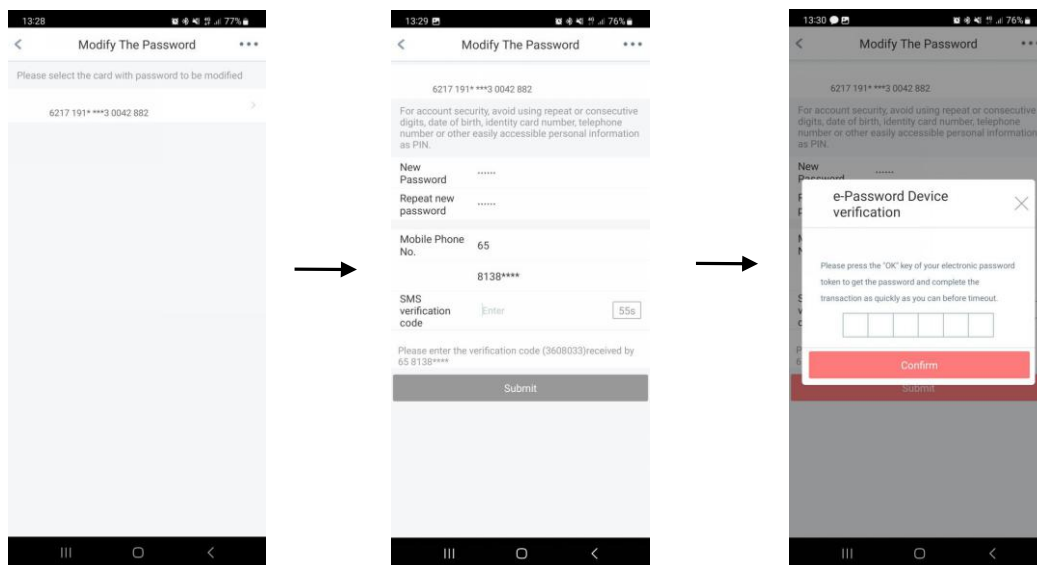 13:28
77%
Modify The Password
Please select the card with password to be modified
6217 191* ***3 0042 882
13:29
76%
Modify The Password
6217 191* ***3 0042 882
For account security, avoid using repeat or consecutive
digits, date of birth, identity card number, telephone
number or other easily accessible personal information
as PIN.
New
Password
······
Repeat new
password
······
Mobile Phone
No.
65
8138****
SMS
verification
code
Enter
55s
Please enter the verification code (3608033)received by
65 8138****
Submit
13:30
76%
Modify The Password
6217 191* ***3 0042 882
For account security, avoid using repeat or consecutive
digits, date of birth, identity card number, telephone
number or other easily accessible personal information
as PIN.
New
Password
······
e-Password Device
verification
Please press the "OK" key of your electronic password
token to get the password and complete the
transaction as quickly as you can before timeout.
Confirm
Submit